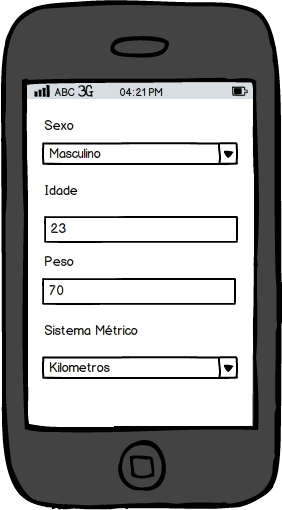 ABC 3G 04:21 PM
Sexo
Masculino
Idade
23
Peso
70
Sistema Métrico
Kilometros